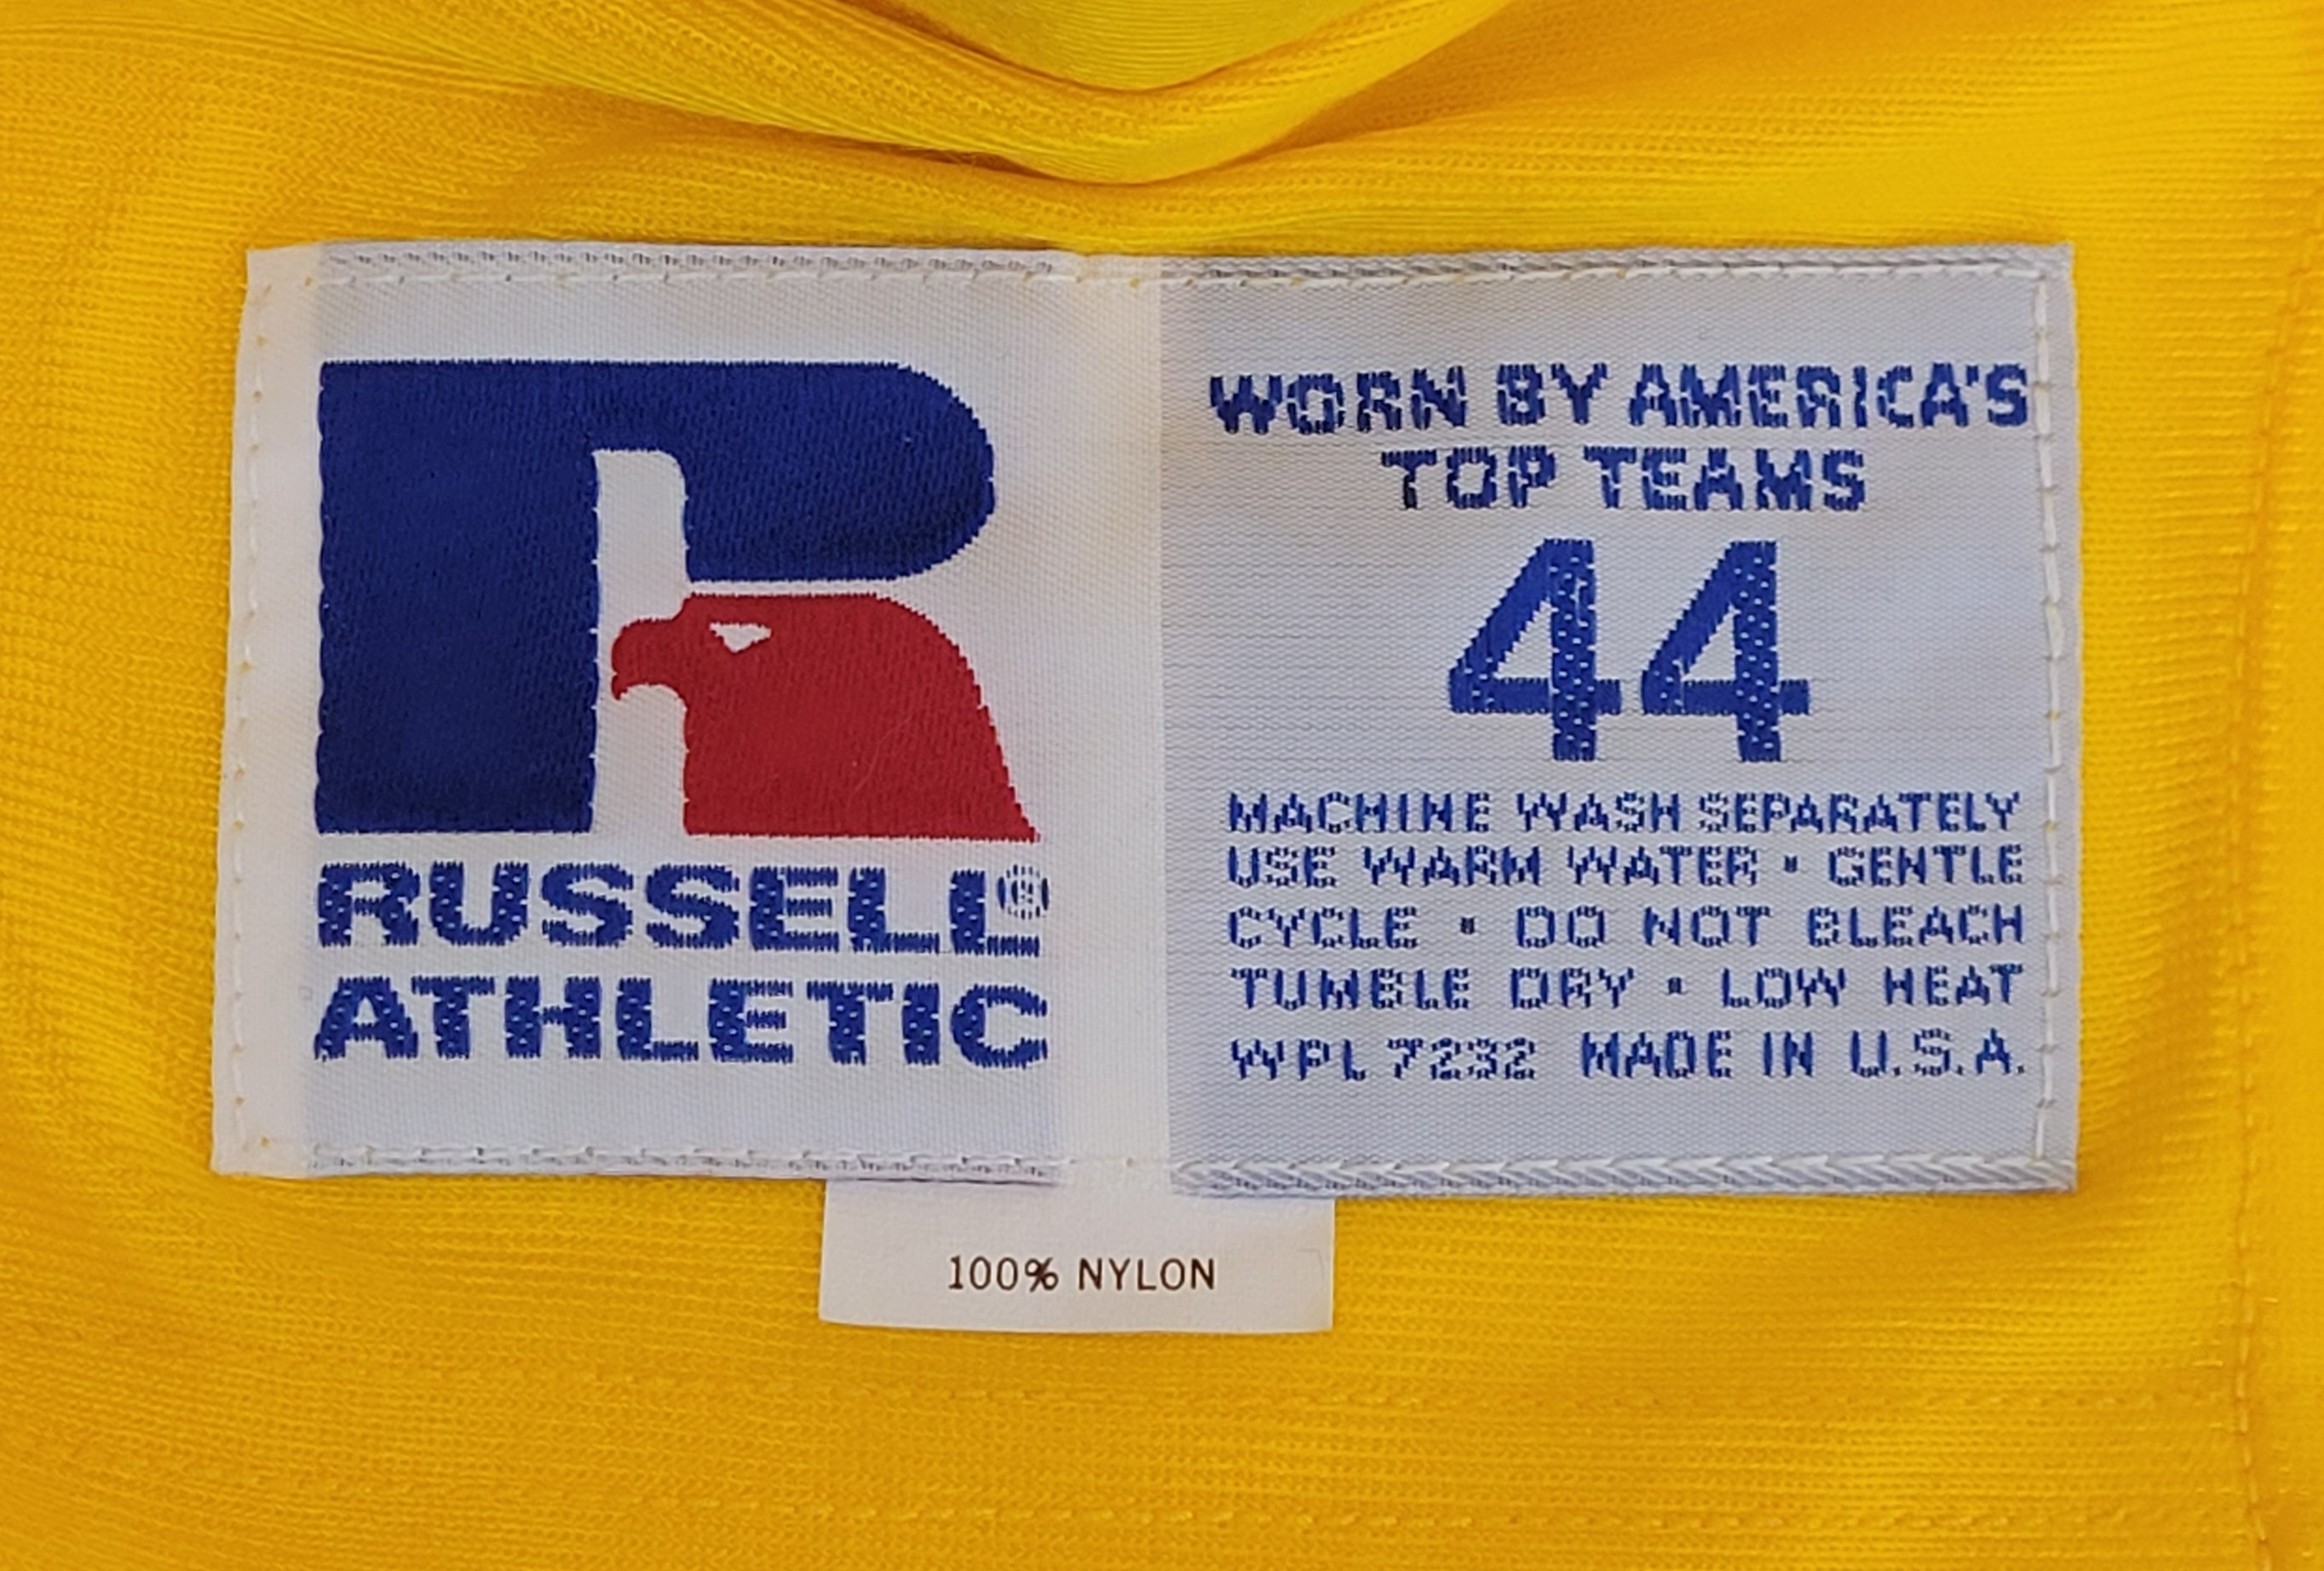 RUSSELL®
ATHLETIC
WORN BY AMERICA'S
TOP TEAMS
44
MACHINE WASH SEPARATELY
USE WARM WATER • GENTLE
CYCLE • DO NOT BLEACH
TUMBLE DRY • LOW HEAT
WPL 7232 MADE IN U.S.A.
100% NYLON